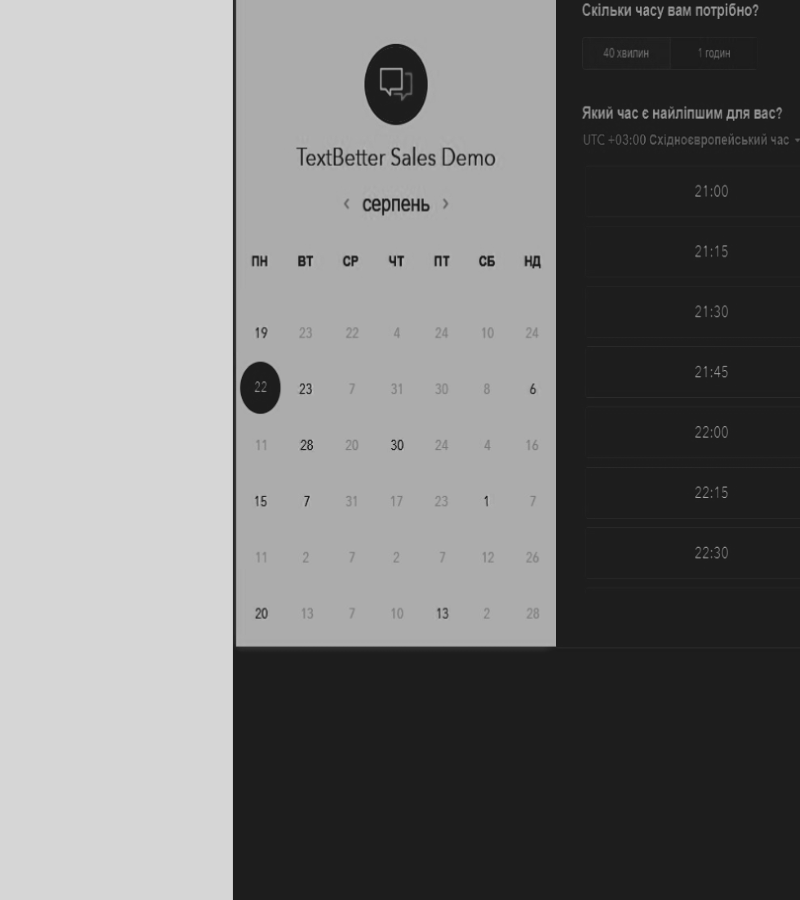 TextBetter Sales Demo
‹ серпень ›
ПН ВТ СР ЧТ ПТ СБ НД
19 23 22 4 24 10 24
22 23 7 31 30 8 6
11 28 20 30 24 4 16
15 7 31 17 23 1 7
11 2 7 2 7 12 26
20 13 7 10 13 2 28
Скільки часу вам потрібно?
40 хвилин 1 годин
Який час є найліпшим для вас?
UTC +03:00 Східноєвропейський час
21:00
21:15
21:30
21:45
22:00
22:15
22:30